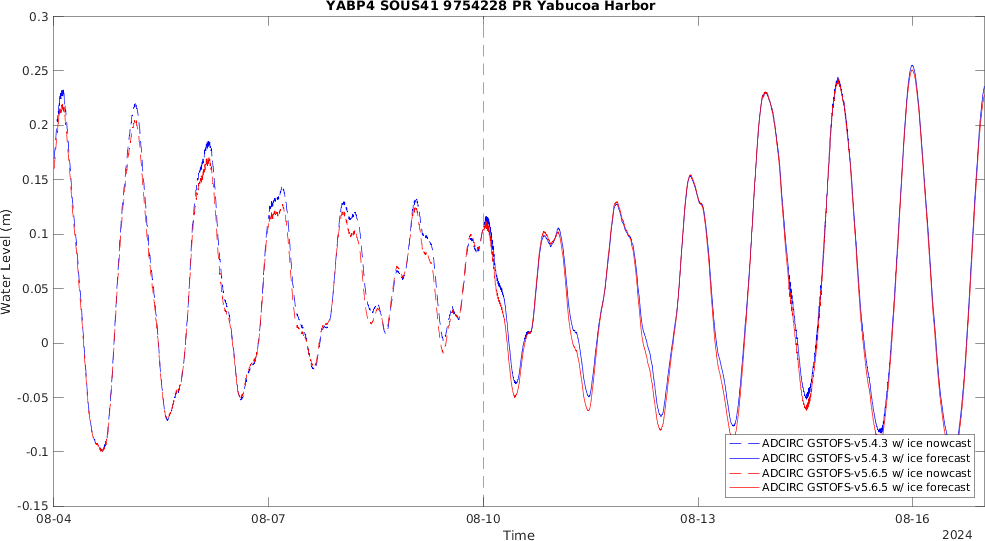 YABP4 SOUS41 9754228 PR Yabucoa Harbor
0.3
0.25
0.2
0.15
0.1
0.05
0
-0.05
-0.1
-0.15
Water Level (m)
08-04
08-07
08-10
08-13
08-16
Time
2024
ADCIRC GSTOFS-v5.4.3 w/ ice nowcast
ADCIRC GSTOFS-v5.4.3 w/ ice forecast
ADCIRC GSTOFS-v5.6.5 w/ ice nowcast
ADCIRC GSTOFS-v5.6.5 w/ ice forecast